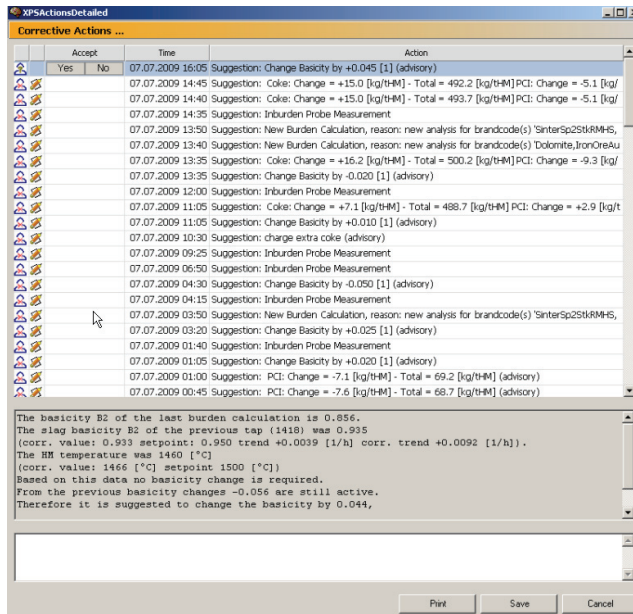 XPSActionsDetailed
Corrective Actions ...
Accept Time Action
Yes No 07.07.2009 16:05 Suggestion: Change Basicity by +0.045 [1] (advisory)
07.07.2009 14:45 Suggestion: Coke: Change = +15.0 [kg/tHM] - Total = 492.2 [kg/tHM] PCI: Change = -5.1 [kg/
07.07.2009 14:40 Suggestion: Coke: Change = +15.0 [kg/tHM] - Total = 493.7 [kg/tHM] PCI: Change = -5.1 [kg/
07.07.2009 14:35 Suggestion: Inburden Probe Measurement
07.07.2009 13:50 Suggestion: New Burden Calculation, reason: new analysis for brandcode(s) 'SinterSp2StkRMHS,
07.07.2009 13:40 Suggestion: New Burden Calculation, reason: new analysis for brandcode(s) 'Dolomite,IronOreAu
07.07.2009 13:35 Suggestion: Coke: Change = +16.2 [kg/tHM] - Total = 500.2 [kg/tHM] PCI: Change = -9.3 [kg/
07.07.2009 13:35 Suggestion: Change Basicity by -0.020 [1] (advisory)
07.07.2009 12:00 Suggestion: Inburden Probe Measurement
07.07.2009 11:05 Suggestion: Coke: Change = +7.1 [kg/tHM] - Total = 488.7 [kg/tHM] PCI: Change = +2.9 [kg/t
07.07.2009 11:05 Suggestion: Change Basicity by +0.010 [1] (advisory)
07.07.2009 10:30 Suggestion: charge extra coke (advisory)
07.07.2009 09:25 Suggestion: Inburden Probe Measurement
07.07.2009 06:50 Suggestion: Inburden Probe Measurement
07.07.2009 04:30 Suggestion: Change Basicity by -0.050 [1] (advisory)
07.07.2009 04:15 Suggestion: Inburden Probe Measurement
07.07.2009 03:50 Suggestion: New Burden Calculation, reason: new analysis for brandcode(s) 'SinterSp2StkRMHS,
07.07.2009 03:20 Suggestion: Change Basicity by +0.025 [1] (advisory)
07.07.2009 01:40 Suggestion: Inburden Probe Measurement
07.07.2009 01:05 Suggestion: Change Basicity by +0.020 [1] (advisory)
07.07.2009 01:00 Suggestion: PCI: Change = -7.1 [kg/tHM] - Total = 69.2 [kg/tHM] (advisory)
07.07.2009 00:45 Suggestion: PCI: Change = -7.6 [kg/tHM] - Total = 68.7 [kg/tHM] (advisory)
The basicity B2 of the last burden calculation is 0.856.
The slag basicity B2 of the previous tap (1418) was 0.935
(corr. value: 0.933 setpoint: 0.950 trend +0.0039 [1/h] corr. trend +0.0092 [1/h]).
The HM temperature was 1460 [°C]
(corr. value: 1466 [°C] setpoint 1500 [°C])
Based on this data no basicity change is required.
From the previous basicity changes -0.056 are still active.
Therefore it is suggested to change the basicity by 0.044,
Print Save Cancel